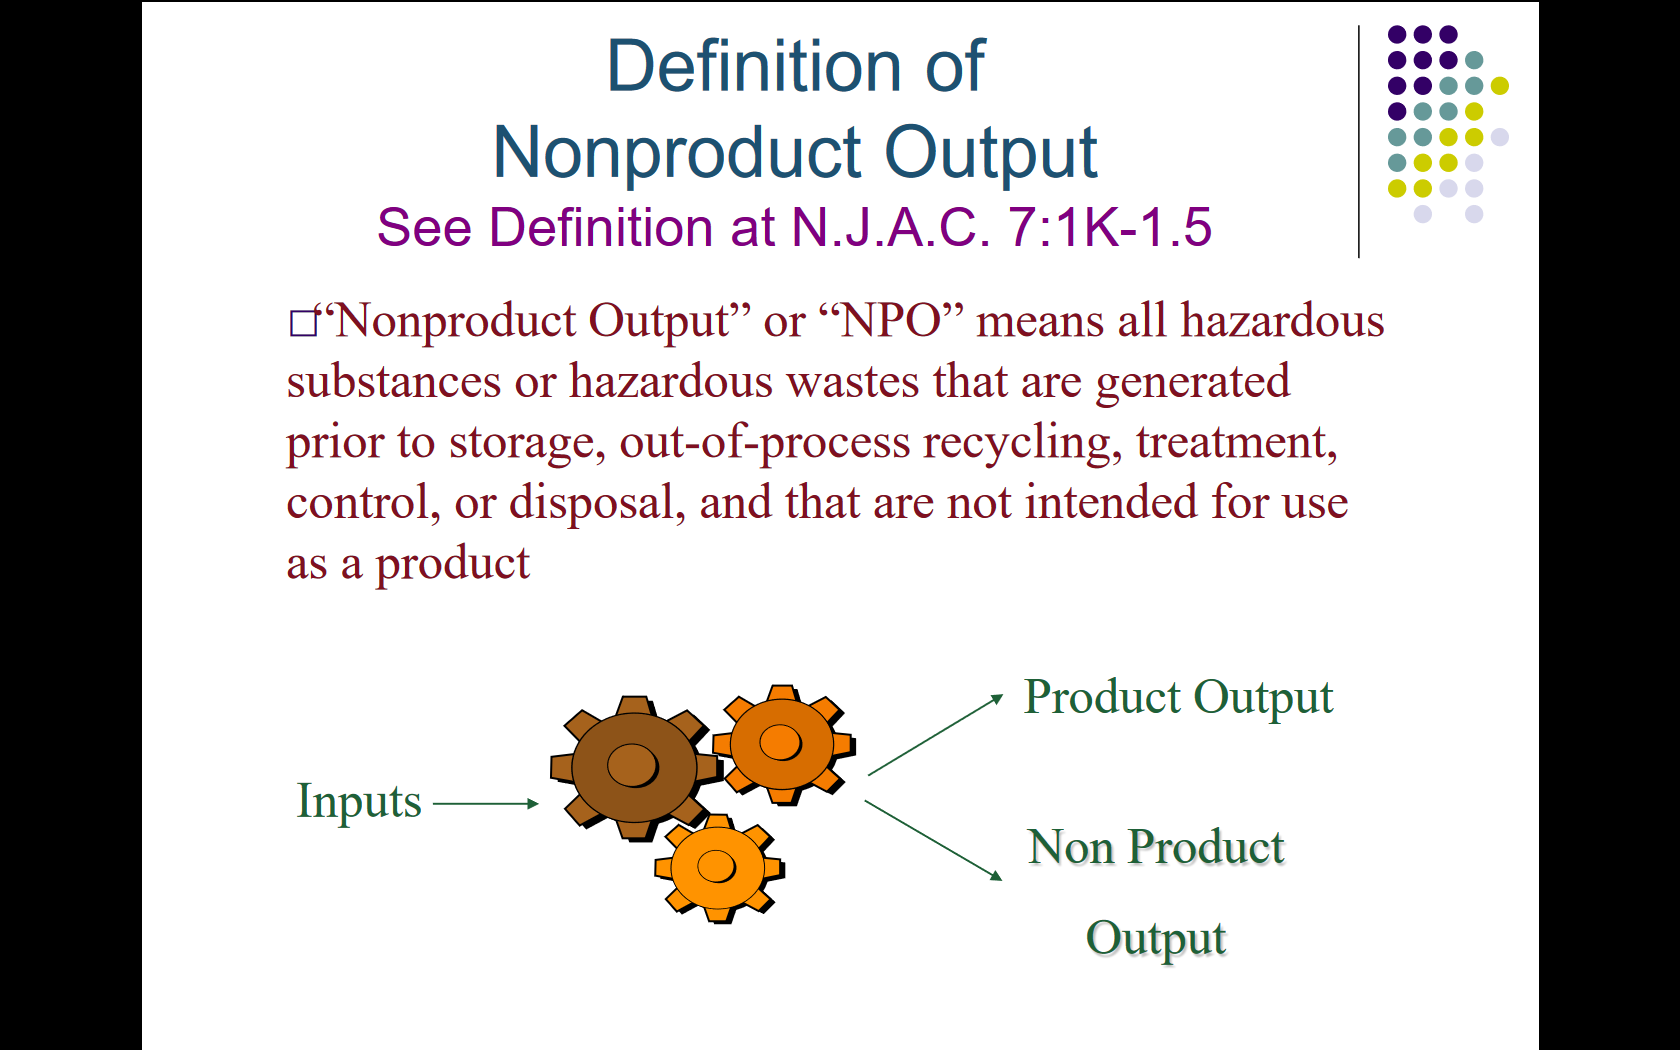 Definition of
Nonproduct Output
See Definition at N.J.A.C. 7:1K-1.5
“Nonproduct Output” or “NPO” means all hazardous
substances or hazardous wastes that are generated
prior to storage, out-of-process recycling, treatment,
control, or disposal, and that are not intended for use
as a product
Product Output
Inputs
Non Product
Output